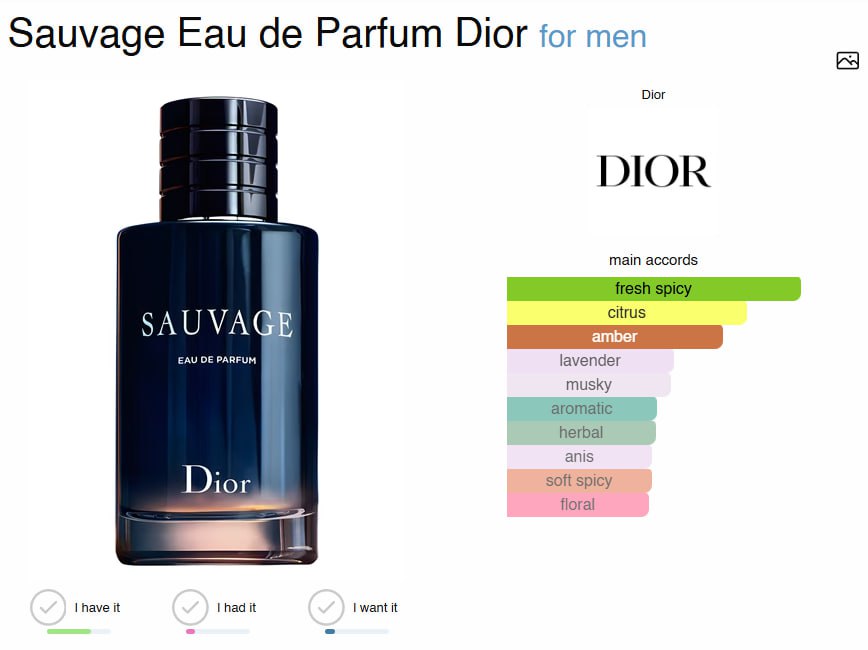 Sauvage Eau de Parfum Dior for men
SAUVAGE
EAU DE PARFUM
Dior
I have it
I had it
I want it
Dior
DIOR
main accords
fresh spicy
citrus
amber
lavender
musky
aromatic
herbal
anis
soft spicy
floral